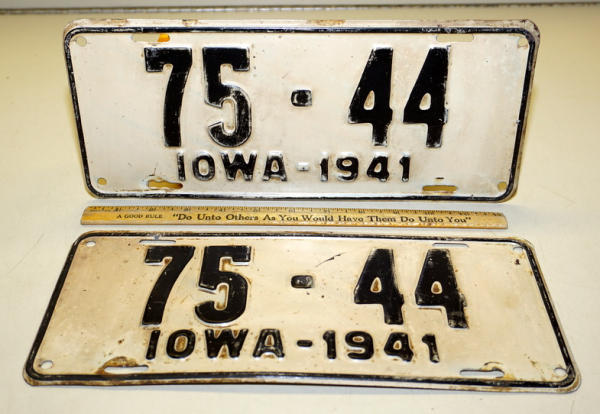 75 - 44
IOWA - 1941
A GOOD RULE "Do Unto Others As You Would Have Them Do Unto You"
75 - 44
IOWA - 1941